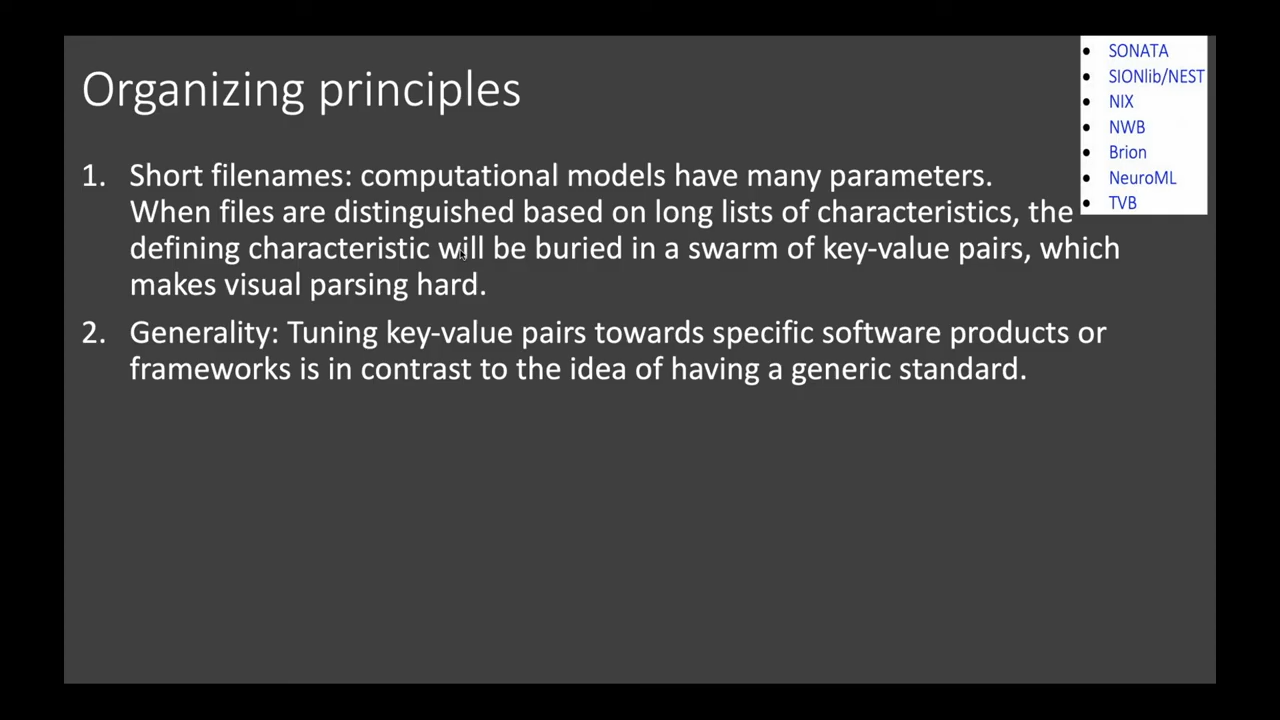 Organizing principles
1. Short filenames: computational models have many parameters.
When files are distinguished based on long lists of characteristics, the
defining characteristic will be buried in a swarm of key-value pairs, which
makes visual parsing hard.
2. Generality: Tuning key-value pairs towards specific software products or
frameworks is in contrast to the idea of having a generic standard.
• SONATA
• SIONlib/NEST
• NIX
• NWB
• Brion
• NeuroML
• TVB